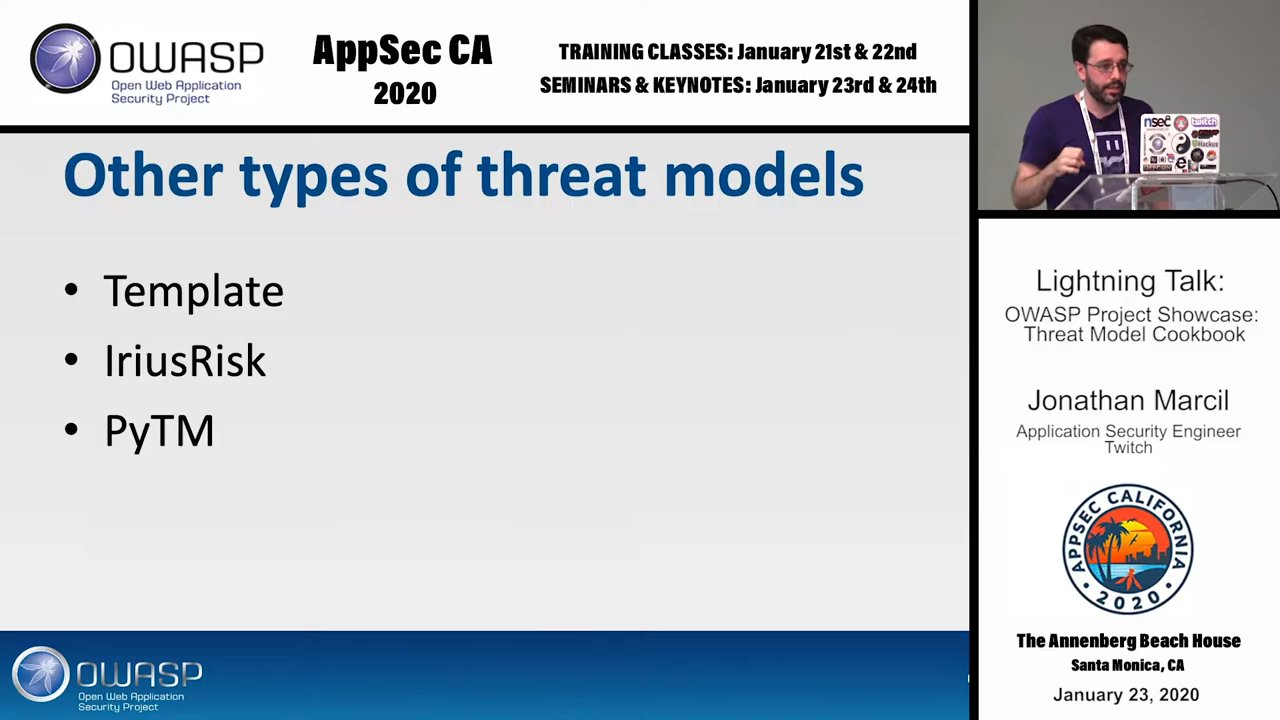 OWASP
Open Web Application
Security Project
AppSec CA
2020
TRAINING CLASSES: January 21st & 22nd
SEMINARS & KEYNOTES: January 23rd & 24th
Other types of threat models
• Template
• IriusRisk
• PyTM
OWASP
Open Web Application
Security Project
nsec
twitch
Hackus
Lightning Talk:
OWASP Project Showcase:
Threat Model Cookbook
Jonathan Marcil
Application Security Engineer
Twitch
APPSEC CALIFORNIA
• 2020 •
The Annenberg Beach House
Santa Monica, CA
January 23, 2020